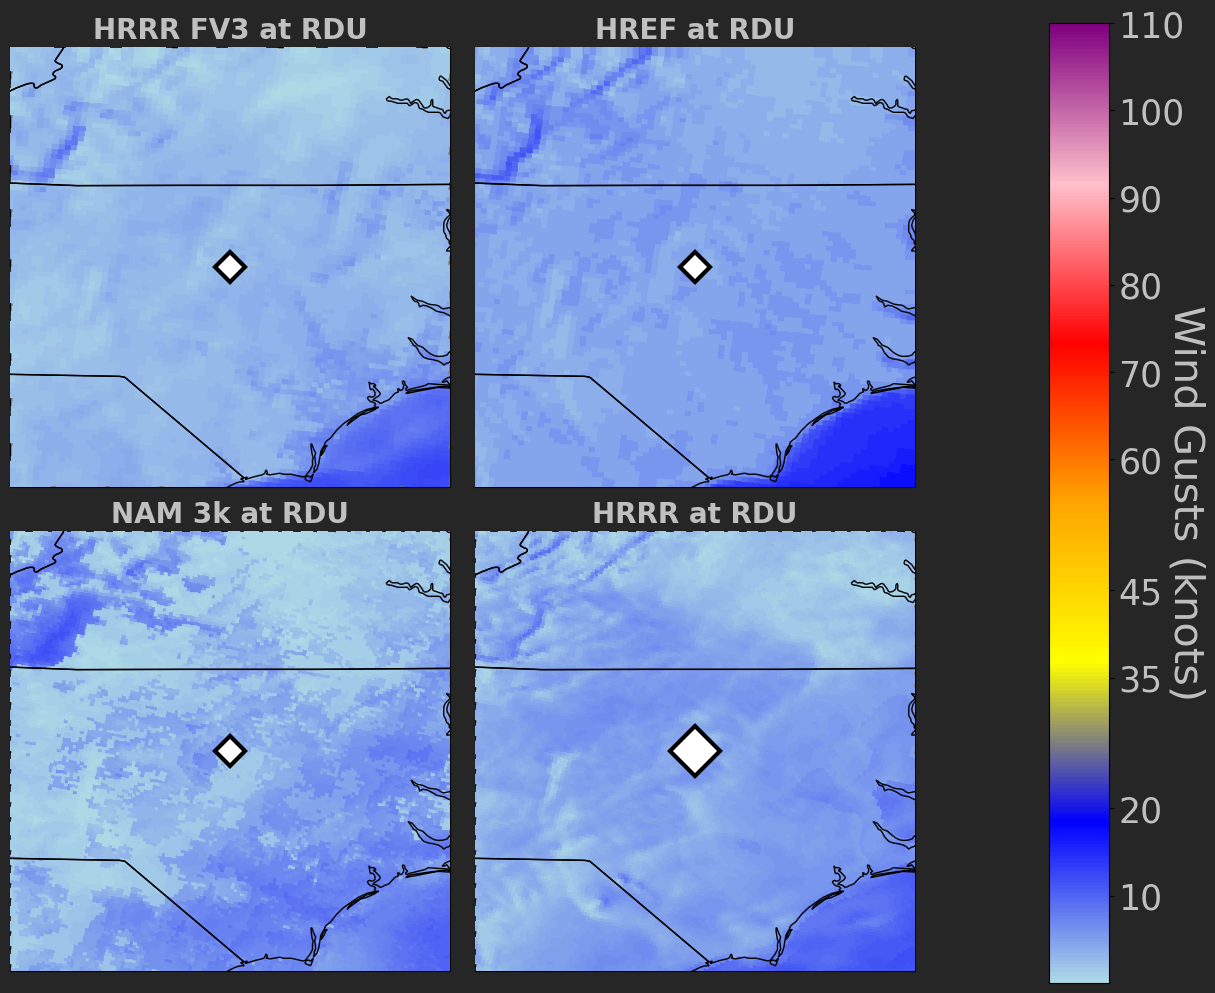 HRRR FV3 at RDU
HREF at RDU
NAM 3k at RDU
HRRR at RDU
110
100
90
80
70
60
45
35
20
10
Wind Gusts (knots)